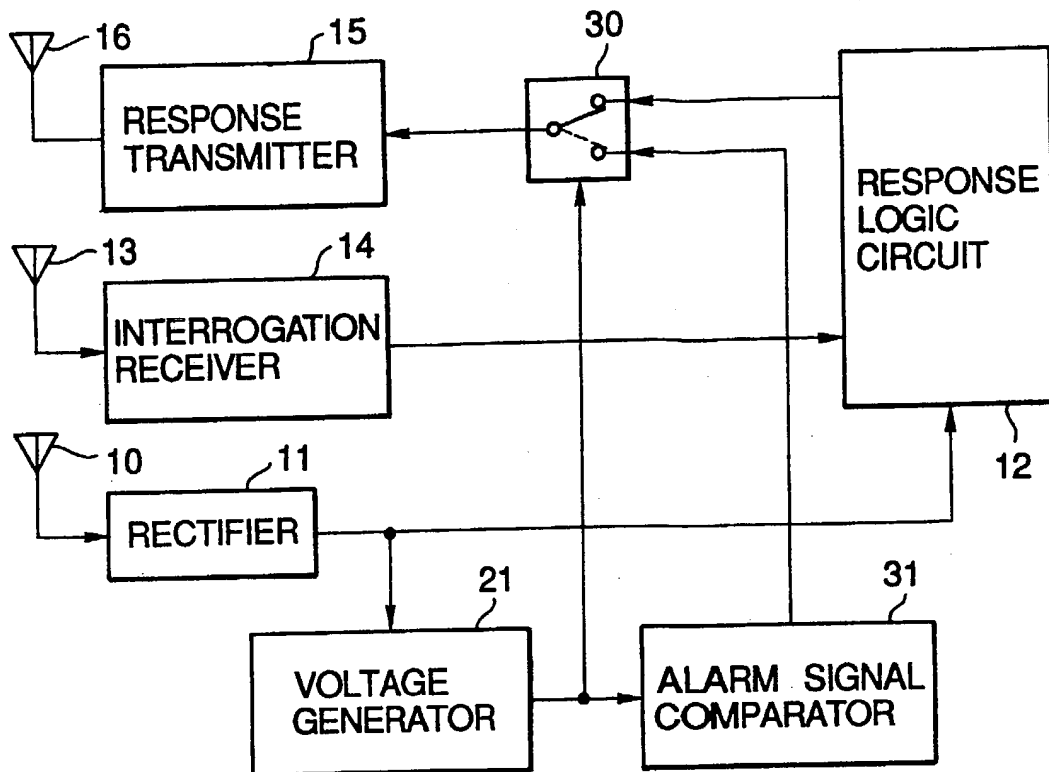 16
15
30
RESPONSE
TRANSMITTER
RESPONSE
LOGIC
CIRCUIT
13
14
INTERROGATION
RECEIVER
12
10
11
RECTIFIER
21
31
VOLTAGE
GENERATOR
ALARM SIGNAL
COMPARATOR